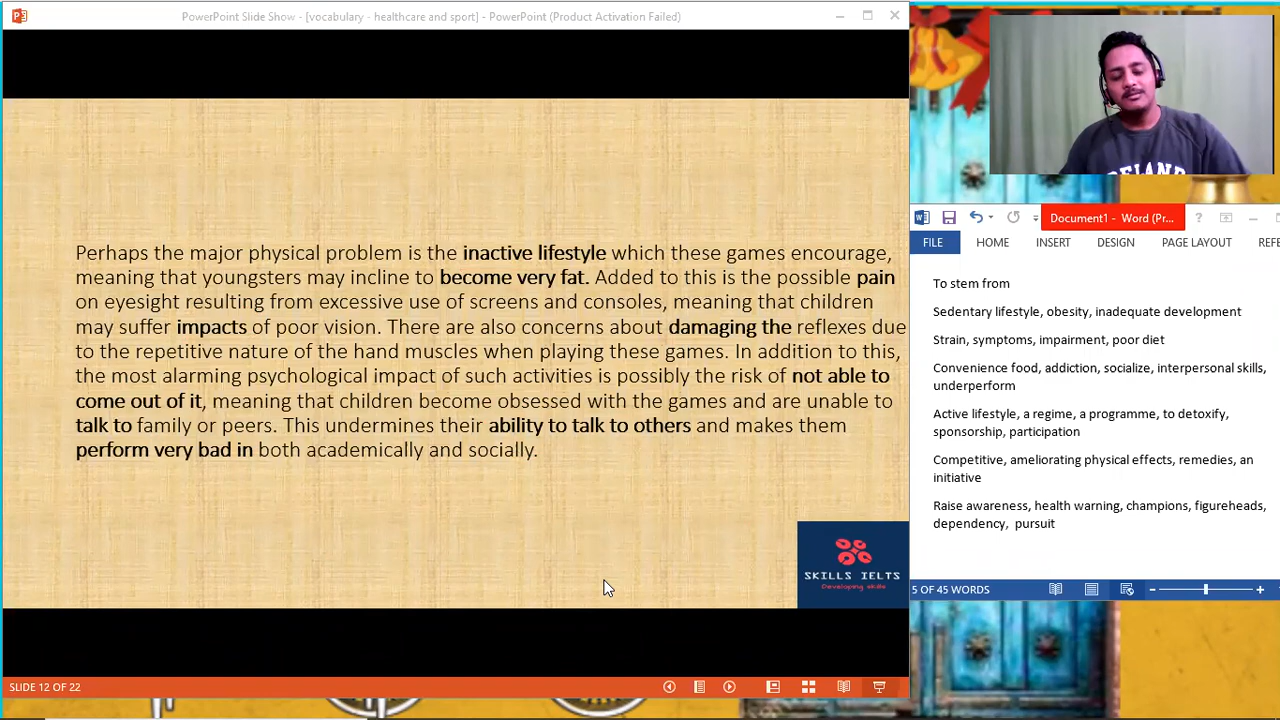 PowerPoint Slide Show - [vocabulary - healthcare and sport] - PowerPoint (Product Activation Failed)
Perhaps the major physical problem is the inactive lifestyle which these games encourage,
meaning that youngsters may incline to become very fat. Added to this is the possible pain
on eyesight resulting from excessive use of screens and consoles, meaning that children
may suffer impacts of poor vision. There are also concerns about damaging the reflexes due
to the repetitive nature of the hand muscles when playing these games. In addition to this,
the most alarming psychological impact of such activities is possibly the risk of not able to
come out of it, meaning that children become obsessed with the games and are unable to
talk to family or peers. This undermines their ability to talk to others and makes them
perform very bad in both academically and socially.
SKILLS IELTS
Developing skills
SLIDE 12 OF 22
Document1 - Word (Pr...
FILE HOME INSERT DESIGN PAGE LAYOUT REFE
To stem from
Sedentary lifestyle, obesity, inadequate development
Strain, symptoms, impairment, poor diet
Convenience food, addiction, socialize, interpersonal skills,
underperform
Active lifestyle, a regime, a programme, to detoxify,
sponsorship, participation
Competitive, ameliorating physical effects, remedies, an
initiative
Raise awareness, health warning, champions, figureheads,
dependency, pursuit
5 OF 45 WORDS